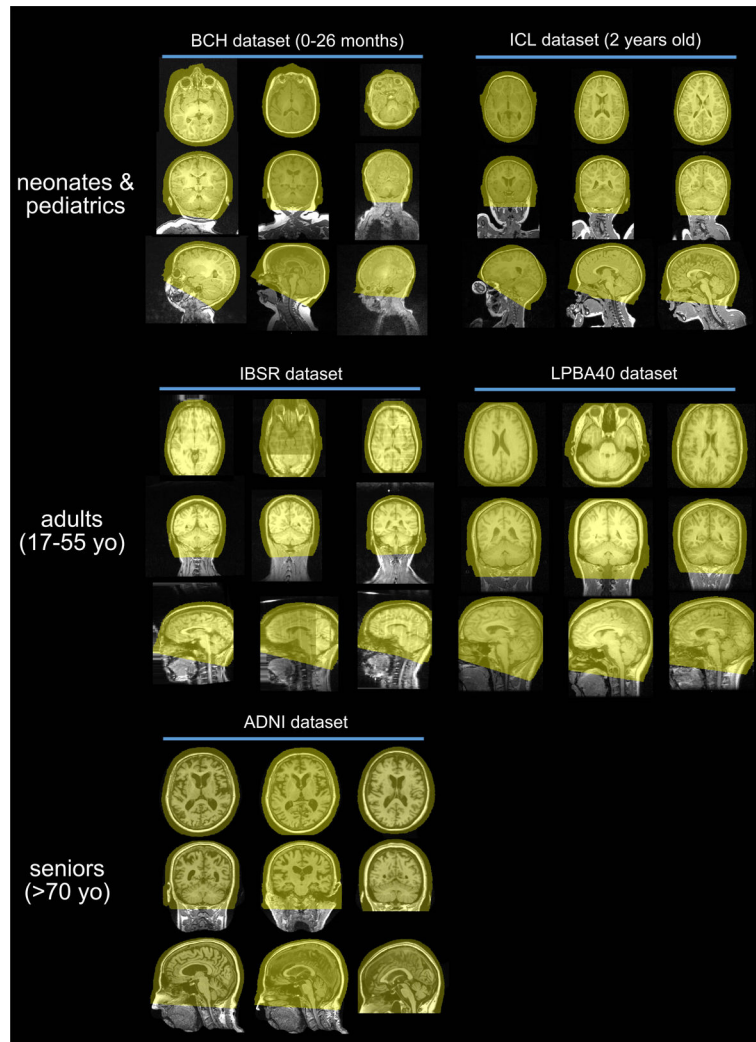 BCH dataset (0-26 months)
ICL dataset (2 years old)
neonates &
pediatrics
IBSR dataset
LPBA40 dataset
adults
(17-55 yo)
ADNI dataset
seniors
(>70 yo)